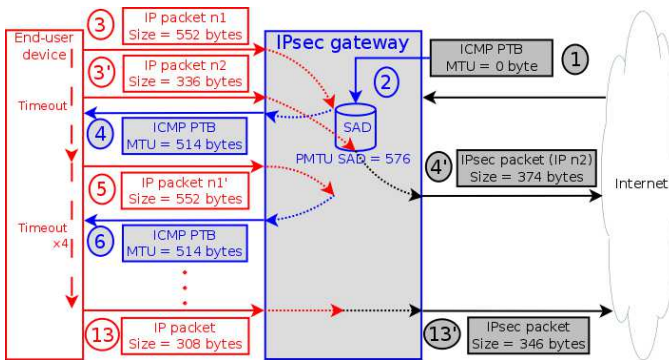 End-user
device
3
IP packet n1
Size = 552 bytes
3'
IP packet n2
Size = 336 bytes
Timeout
4
ICMP PTB
MTU = 514 bytes
5
IP packet n1'
Size = 552 bytes
Timeout
×4
6
ICMP PTB
MTU = 514 bytes
13
IP packet
Size = 308 bytes
IPsec gateway
2
SAD
PMTU SAD = 576
ICMP PTB
MTU = 0 byte
1
4'
IPsec packet (IP n2)
Size = 374 bytes
Internet
13'
IPsec packet
Size = 346 bytes